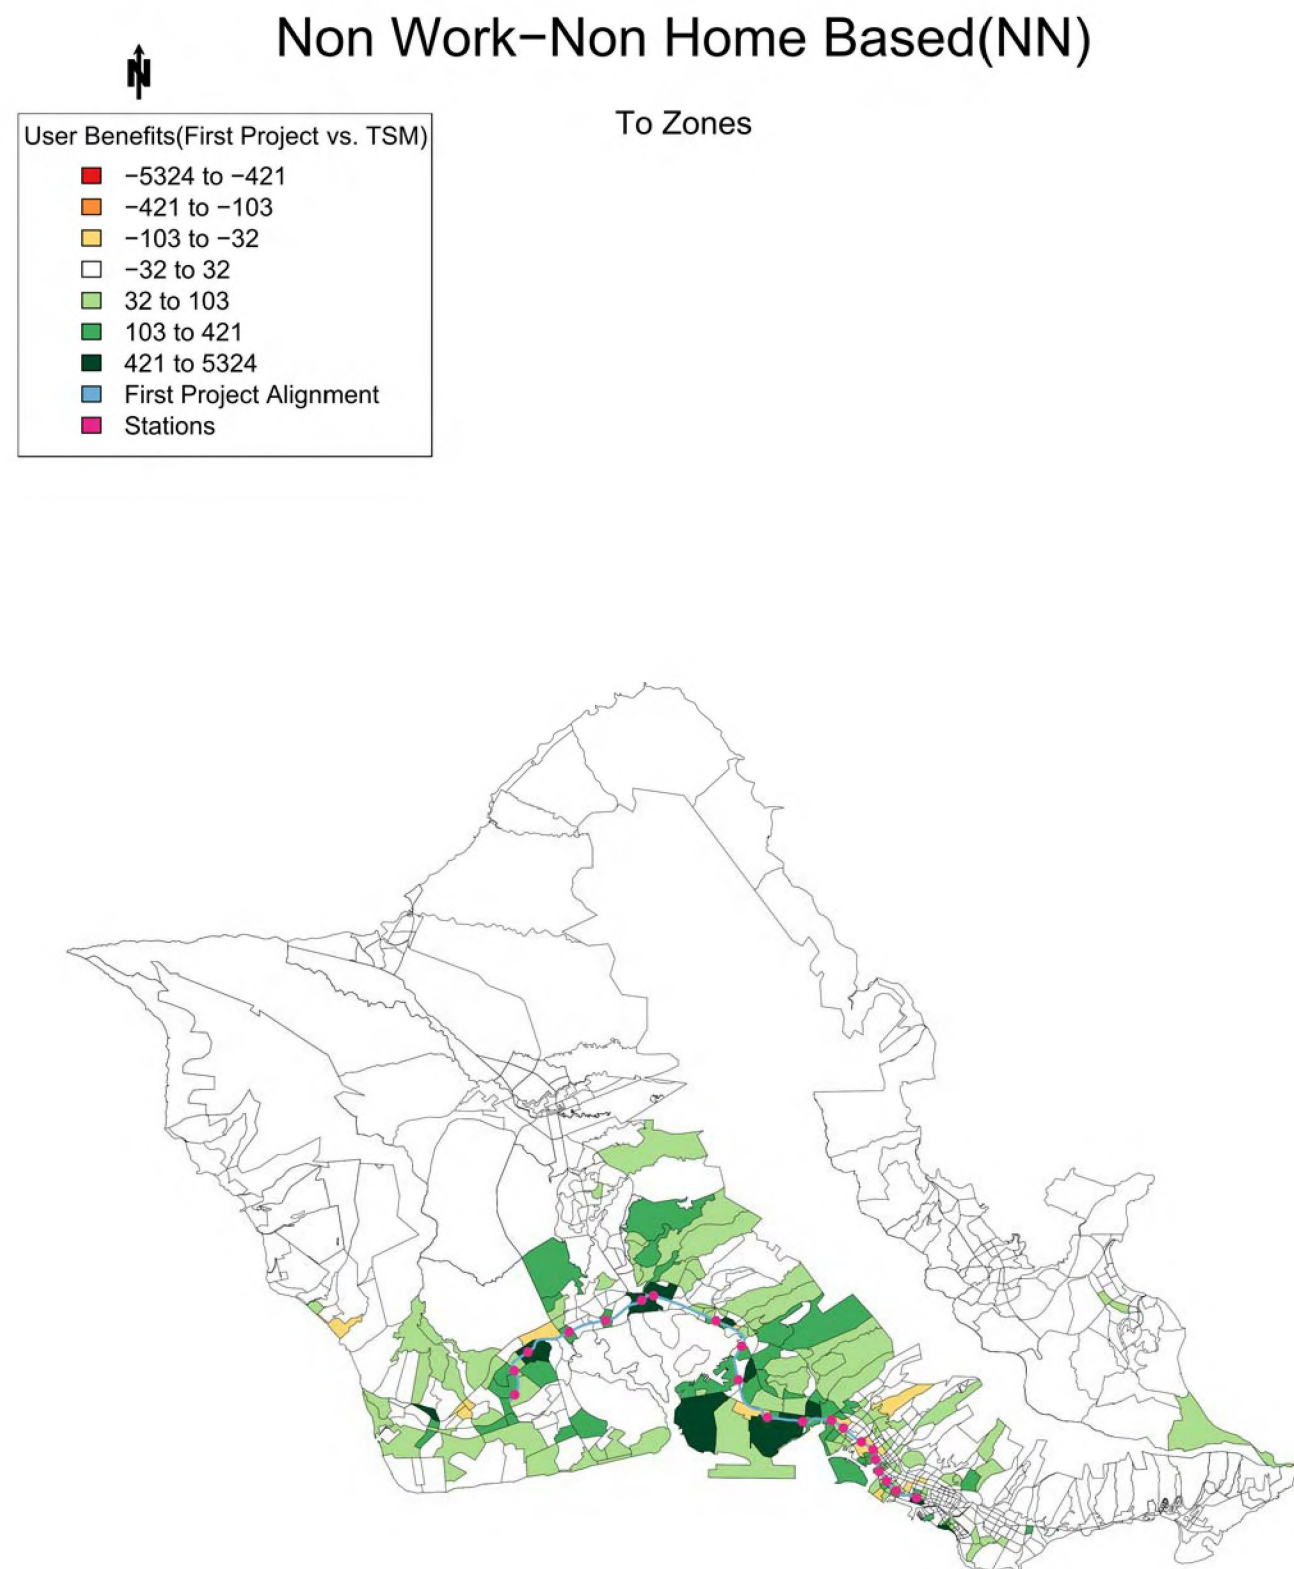 Non Work−Non Home Based(NN)
N
To Zones
User Benefits(First Project vs. TSM)
−5324 to −421
−421 to −103
−103 to −32
−32 to 32
32 to 103
103 to 421
421 to 5324
First Project Alignment
Stations